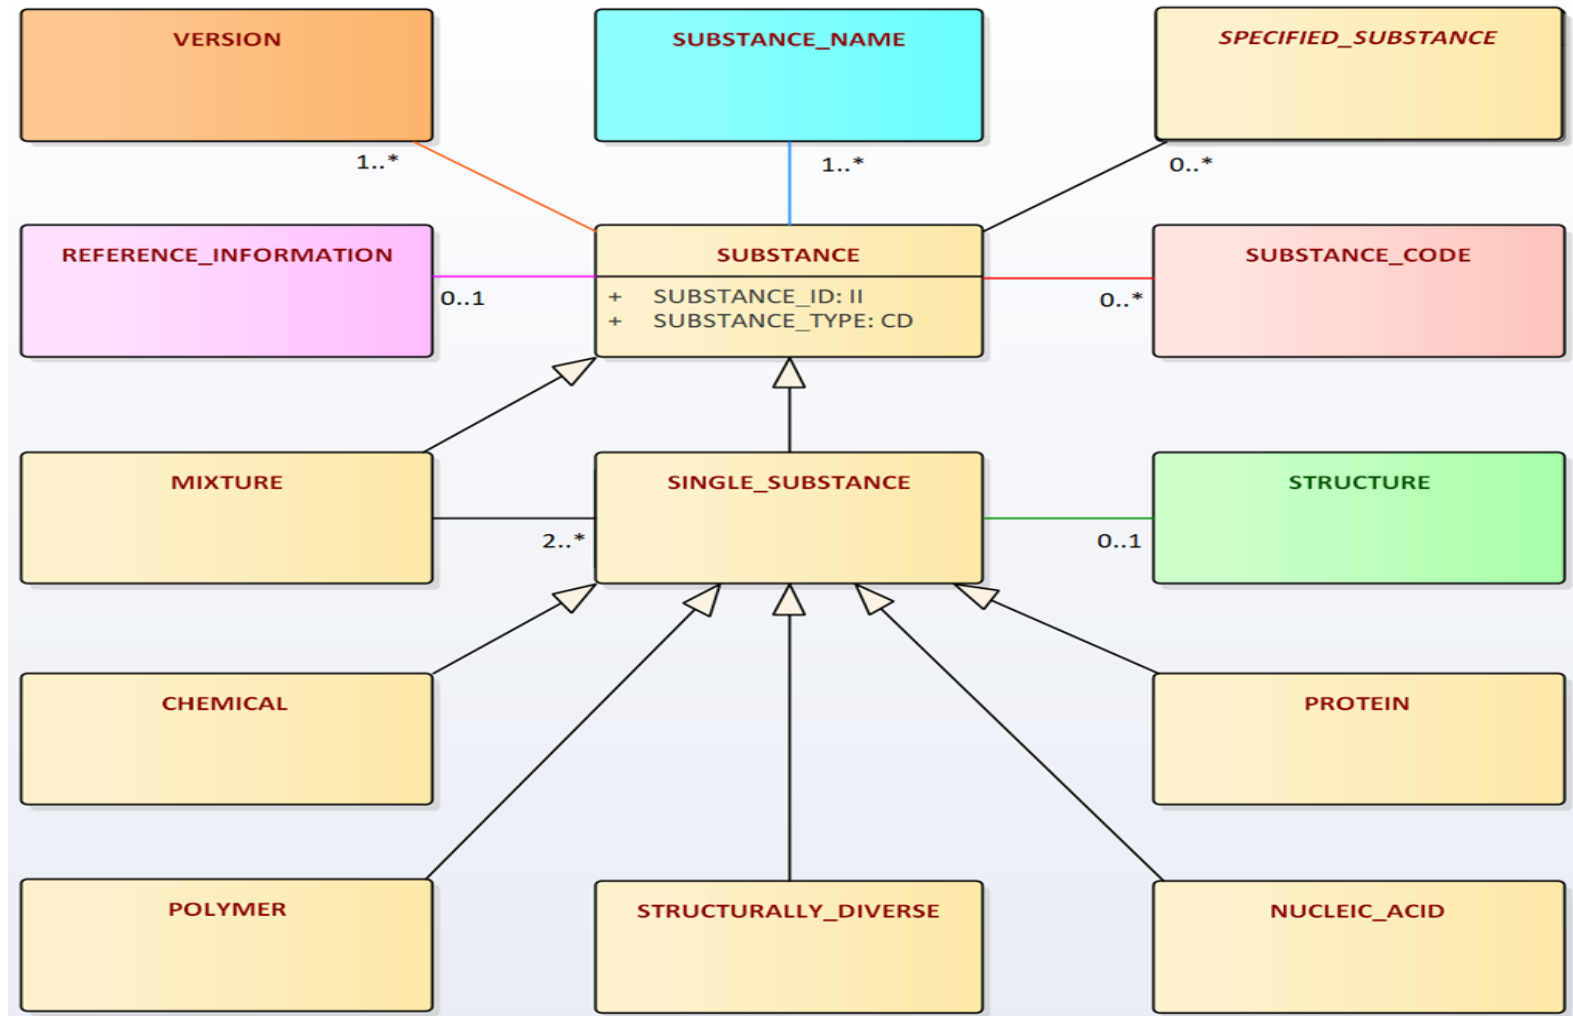 VERSION
SUBSTANCE_NAME
SPECIFIED_SUBSTANCE
1..*
1..*
0..*
REFERENCE_INFORMATION
SUBSTANCE
SUBSTANCE_CODE
0..1
+ SUBSTANCE_ID: II
+ SUBSTANCE_TYPE: CD
0..*
MIXTURE
SINGLE_SUBSTANCE
STRUCTURE
2..*
0..1
CHEMICAL
PROTEIN
POLYMER
STRUCTURALLY_DIVERSE
NUCLEIC_ACID